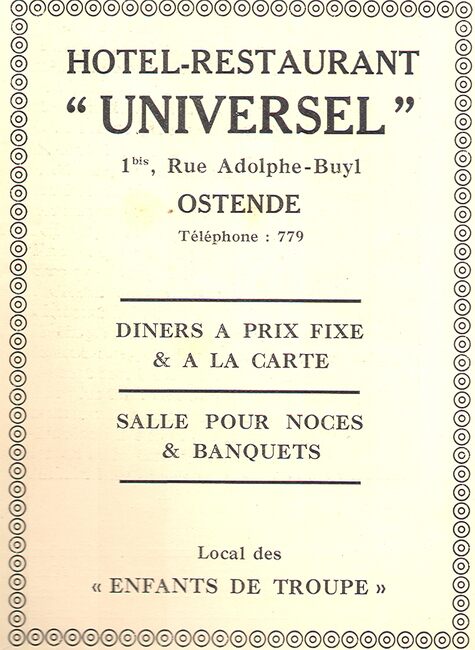 HOTEL-RESTAURANT
“ UNIVERSEL ”
1bis, Rue Adolphe-Buyl
OSTENDE
Téléphone : 779
DINERS A PRIX FIXE
& A LA CARTE
SALLE POUR NOCES
& BANQUETS
Local des
« ENFANTS DE TROUPE »